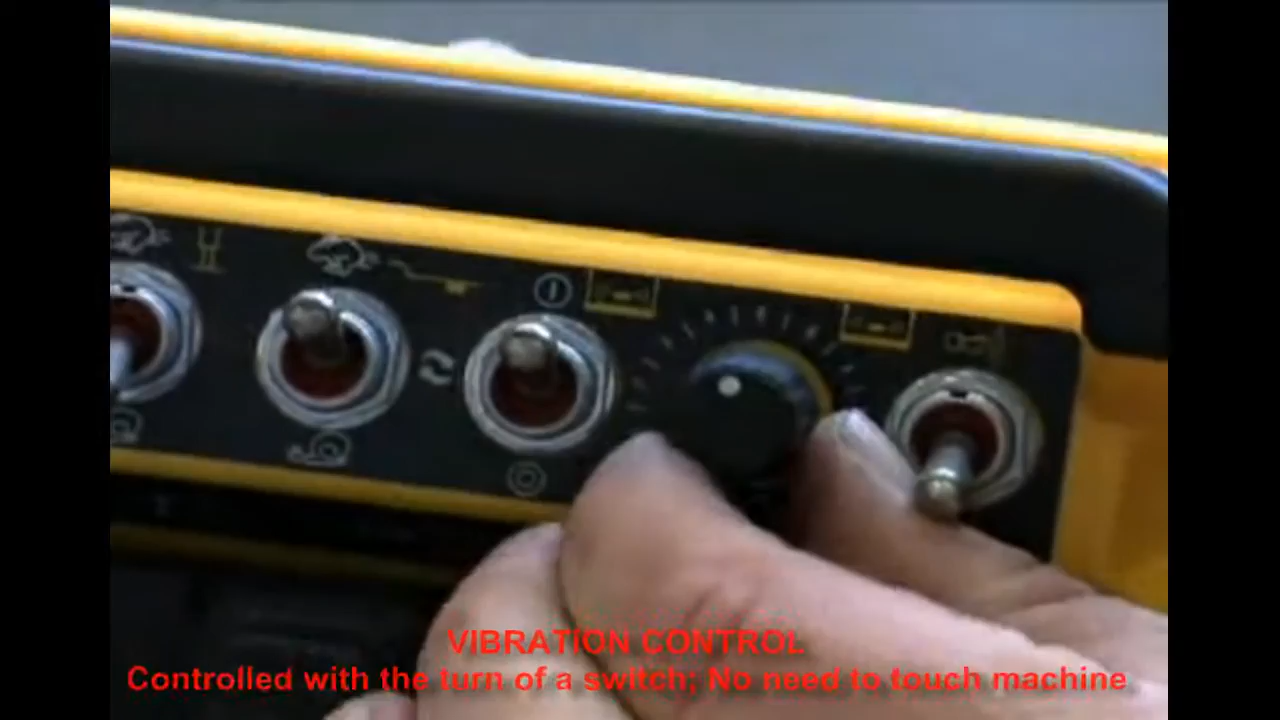 VIBRATION CONTROL
Controlled with the turn of a switch; No need to touch machine